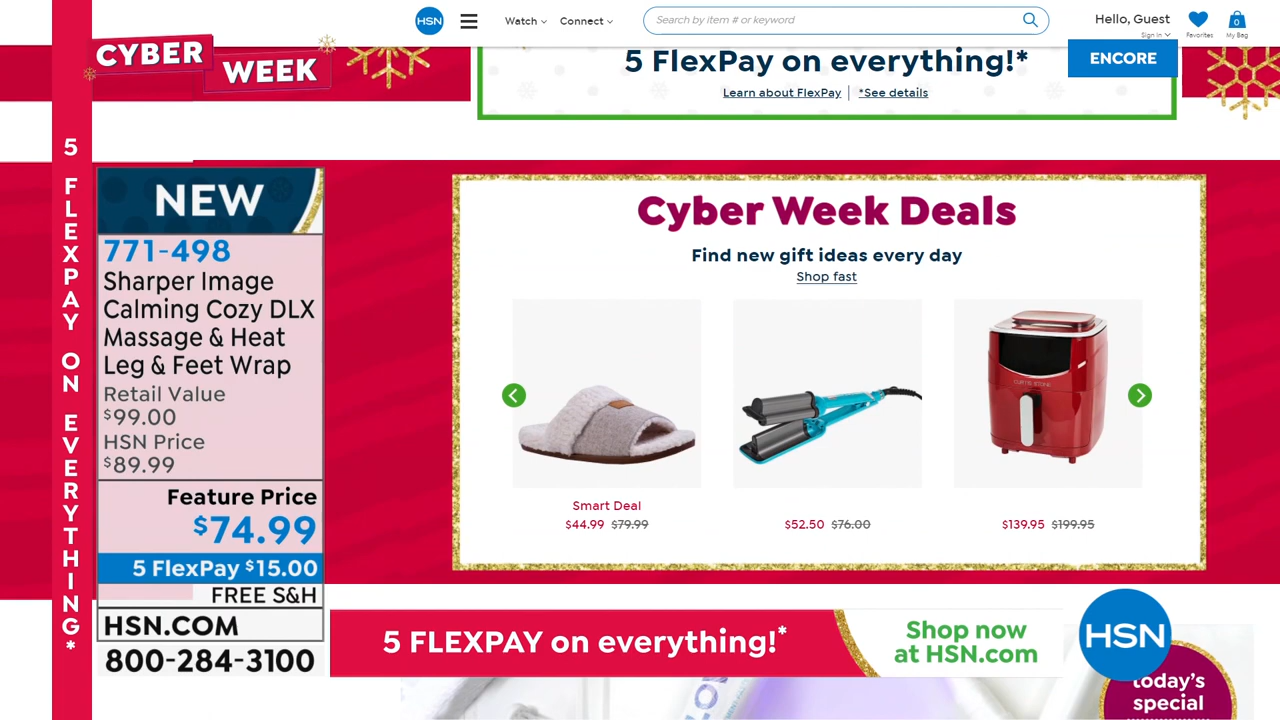 HSN
Watch
Connect
Search by item # or keyword
Hello, Guest
Sign in
Favorites
0
My Bag
CYBER
WEEK
5 FlexPay on everything!*
Learn about FlexPay | *See details
ENCORE
5 FLEXPAY ON EVERYTHING*
NEW
771-498
Sharper Image
Calming Cozy DLX
Massage & Heat
Leg & Feet Wrap
Retail Value
$99.00
HSN Price
$89.99
Feature Price
$74.99
5 FlexPay $15.00
FREE S&H
HSN.COM
800-284-3100
Cyber Week Deals
Find new gift ideas every day
Shop fast
CURTIS STONE
Smart Deal
$44.99 $79.99
$52.50 $76.00
$139.95 $199.95
5 FLEXPAY on everything!*
Shop now
at HSN.com
HSN
today's
special